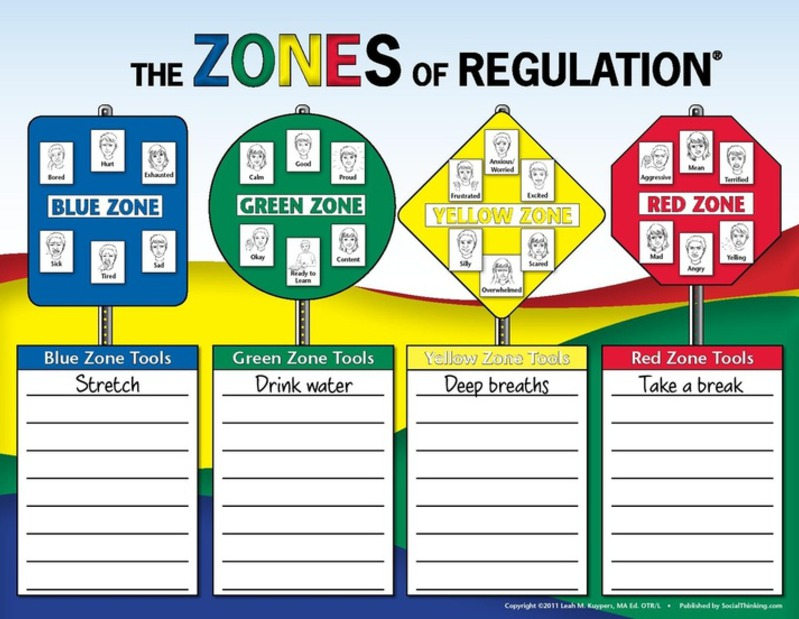 THE ZONES OF REGULATION®
Bored
Hurt
Exhausted
BLUE ZONE
Sick
Tired
Sad
Calm
Good
Proud
GREEN ZONE
Okay
Ready to
Learn
Content
Frustrated
Anxious/
Worried
Excited
YELLOW ZONE
Silly
Overwhelmed
Scared
Aggressive
Mean
Terrified
RED ZONE
Mad
Angry
Yelling
Blue Zone Tools
Stretch
Green Zone Tools
Drink water
Yellow Zone Tools
Deep breaths
Red Zone Tools
Take a break
Copyright ©2011 Leah M. Kuypers, MA Ed. OTR/L • Published by SocialThinking.com